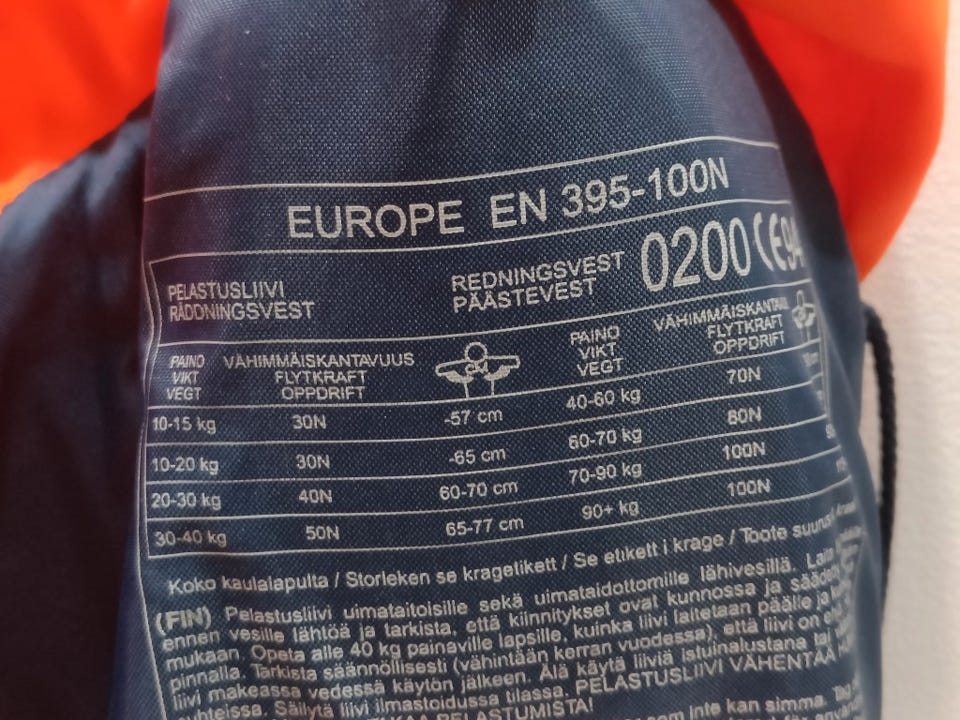 EUROPE EN 395-100N
PELASTUSLIIVI
RÄDDNINGSVEST
REDNINGSVEST
PÄÄSTEVEST
0200 CE 94
PAINO
VIKT
VEGT
VÄHIMMÄISKANTAVUUS
FLYTKRAFT
OPPDRIFT
PAINO
VIKT
VEGT
VÄHIMMÄISKANTAVUUS
FLYTKRAFT
OPPDRIFT
10-15 kg 30N -57 cm 40-60 kg 70N
10-20 kg 30N -65 cm 60-70 kg 80N
20-30 kg 40N 60-70 cm 70-90 kg 100N
30-40 kg 50N 65-77 cm 90+ kg 100N
Koko kaulalapulta / Storleken se kragetikett / Se etikett i krage / Toote suurus
(FIN) Pelastusliivi uimataitoisille sekä uimataidottomille lähivesillä.
ennen vesille lähtöä ja tarkista, että kiinnitykset ovat kunnossa ja
mukaan. Opeta alle 40 kg painaville lapsille, kuinka liivi laitetaan päälle ja
pinnalla. Tarkista säännöllisesti (vähintään kerran vuodessa), että liivi on
liivi makeassa vedessä käytön jälkeen. Älä käytä liiviä istuinalustana tai
Säilytä liivi ilmastoidussa tilassa. PELASTUSLIIVI VÄHENTÄÄ
PELASTUMISTA!
inte kan simma.